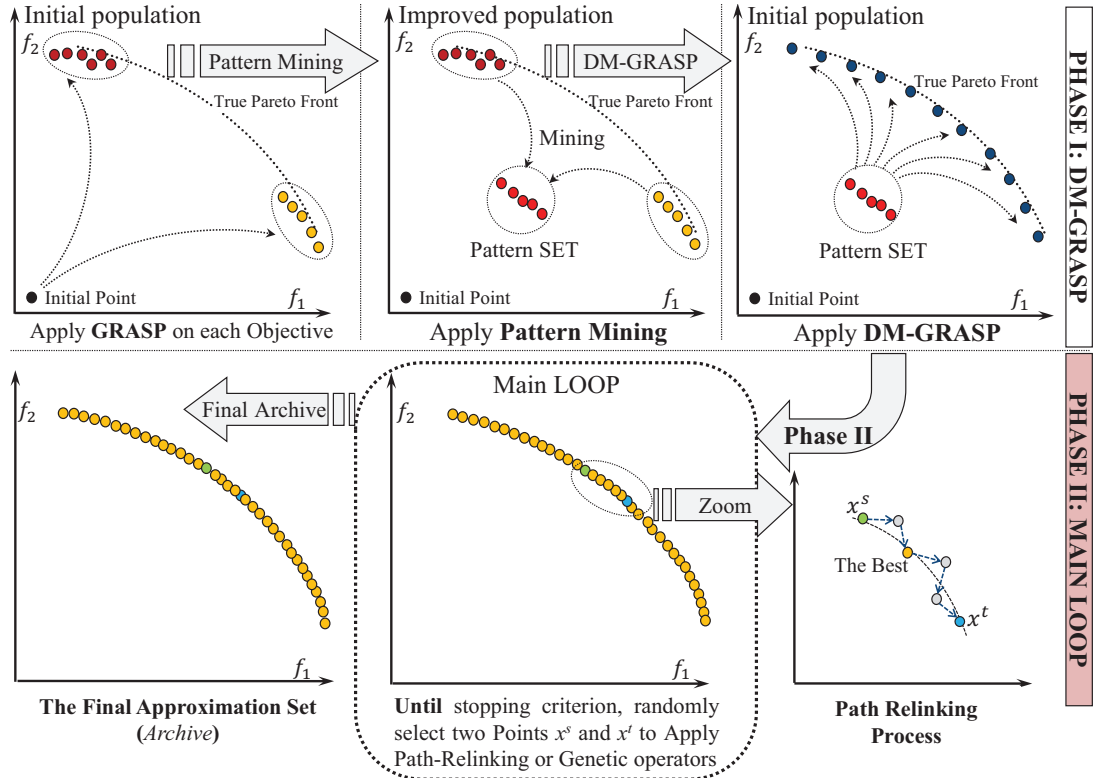 Initial population
f2
Pattern Mining
True Pareto Front
Initial Point
f1
Apply GRASP on each Objective
Improved population
f2
DM-GRASP
True Pareto Front
Mining
Pattern SET
Initial Point
f1
Apply Pattern Mining
Initial population
f2
True Pareto Front
Pattern SET
Initial Point
f1
Apply DM-GRASP
PHASE I: DM-GRASP
f2
Final Archive
f1
The Final Approximation Set
(Archive)
Main LOOP
f2
Zoom
f1
Until stopping criterion, randomly
select two Points xs and xt to Apply
Path-Relinking or Genetic operators
Phase II
xs
The Best
xt
Path Relinking
Process
PHASE II: MAIN LOOP